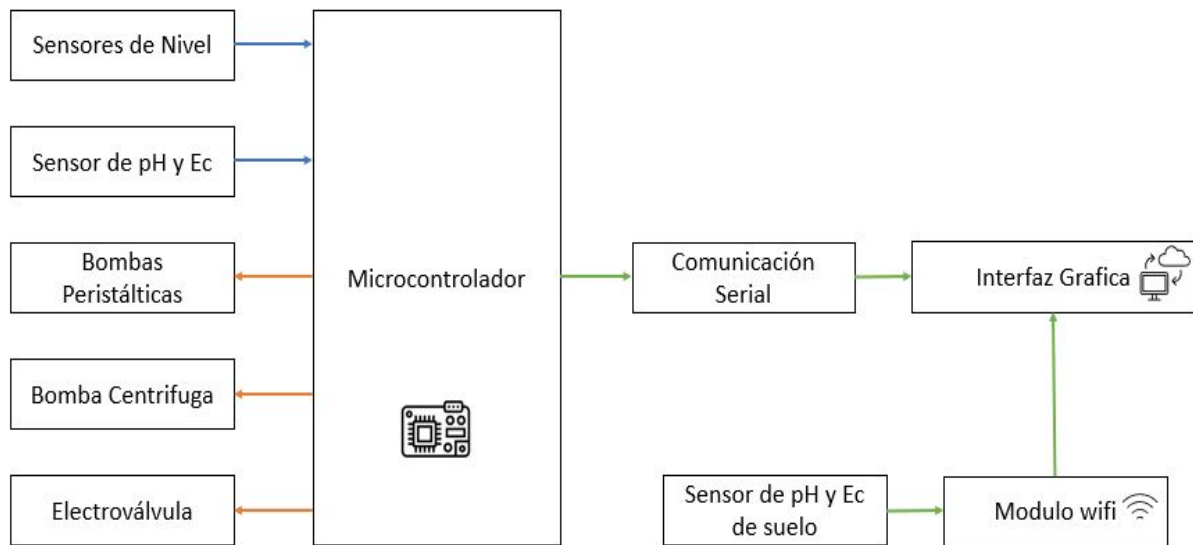 Sensores de Nivel
Sensor de pH y Ec
Bombas
Peristálticas
Bomba Centrifuga
Electroválvula
Microcontrolador
Comunicación
Serial
Interfaz Grafica
Sensor de pH y Ec
de suelo
Modulo wifi